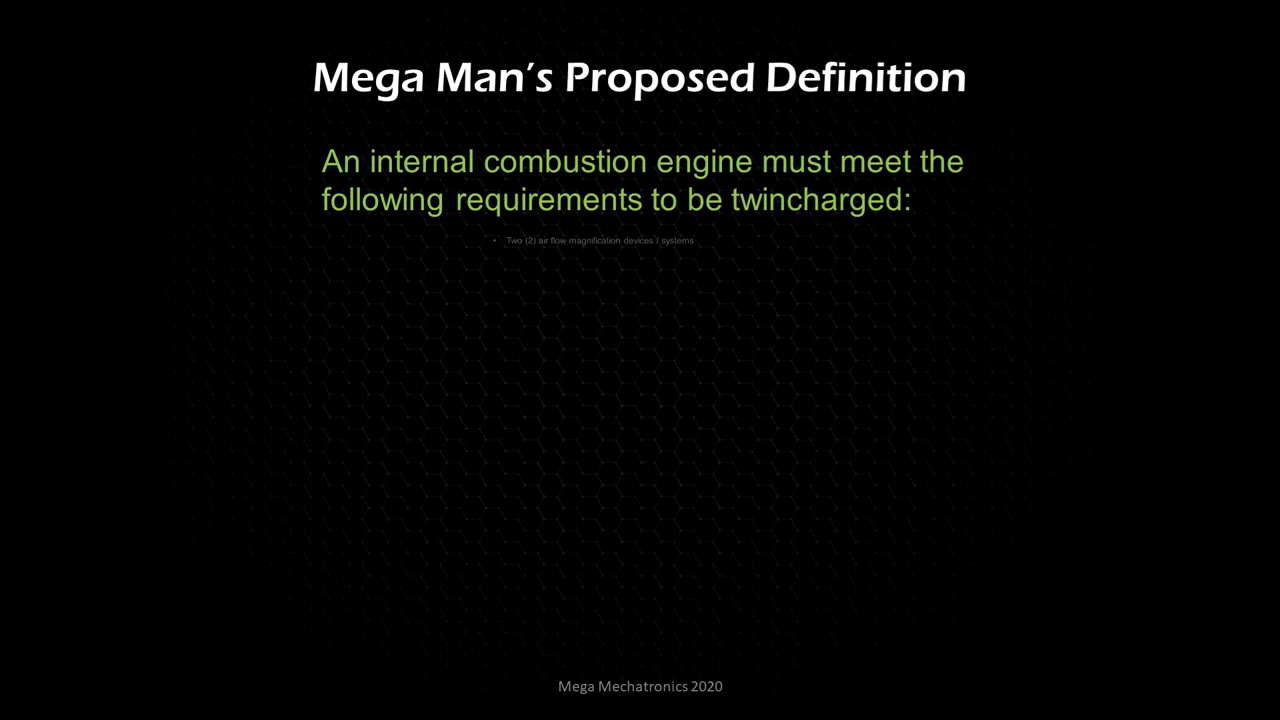 Mega Man’s Proposed Definition
An internal combustion engine must meet the
following requirements to be twincharged:
• Two (2) air flow magnification devices / systems
Mega Mechatronics 2020